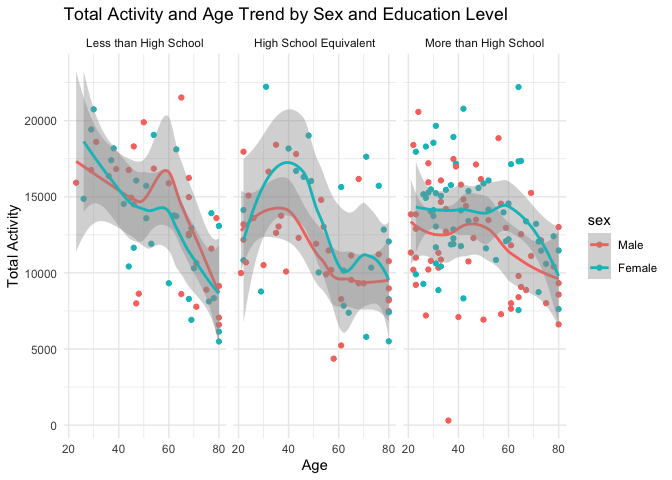 Total Activity and Age Trend by Sex and Education Level
Less than High School
High School Equivalent
More than High School
Total Activity
20000
15000
10000
5000
0
20 40 60 80
20 40 60 80
20 40 60 80
Age
sex
Male
Female